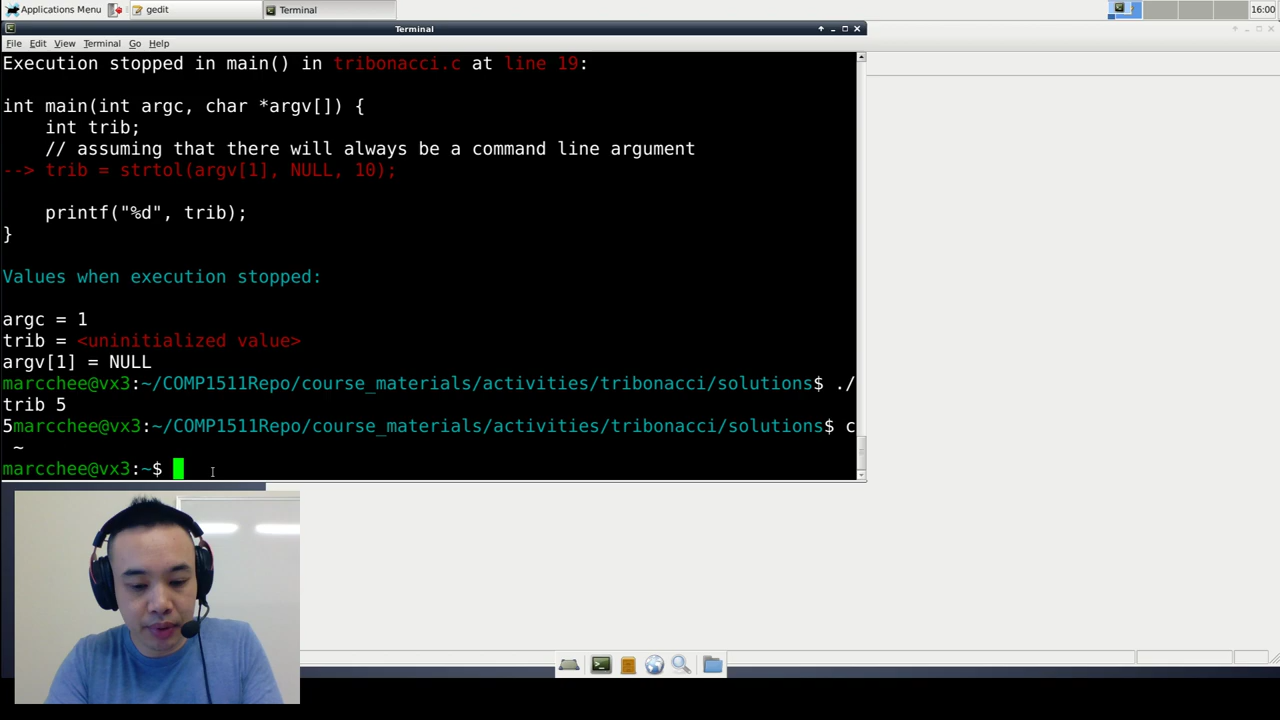 Applications Menu gedit Terminal 16:00
Terminal
File Edit View Terminal Go Help
Execution stopped in main() in tribonacci.c at line 19:
int main(int argc, char *argv[]) {
    int trib;
    // assuming that there will always be a command line argument
--> trib = strtol(argv[1], NULL, 10);
    printf("%d", trib);
}
Values when execution stopped:
argc = 1
trib = <uninitialized value>
argv[1] = NULL
marcchee@vx3:~/COMP1511Repo/course_materials/activities/tribonacci/solutions$ ./
trib 5
5marcchee@vx3:~/COMP1511Repo/course_materials/activities/tribonacci/solutions$ c
 ~
marcchee@vx3:~$